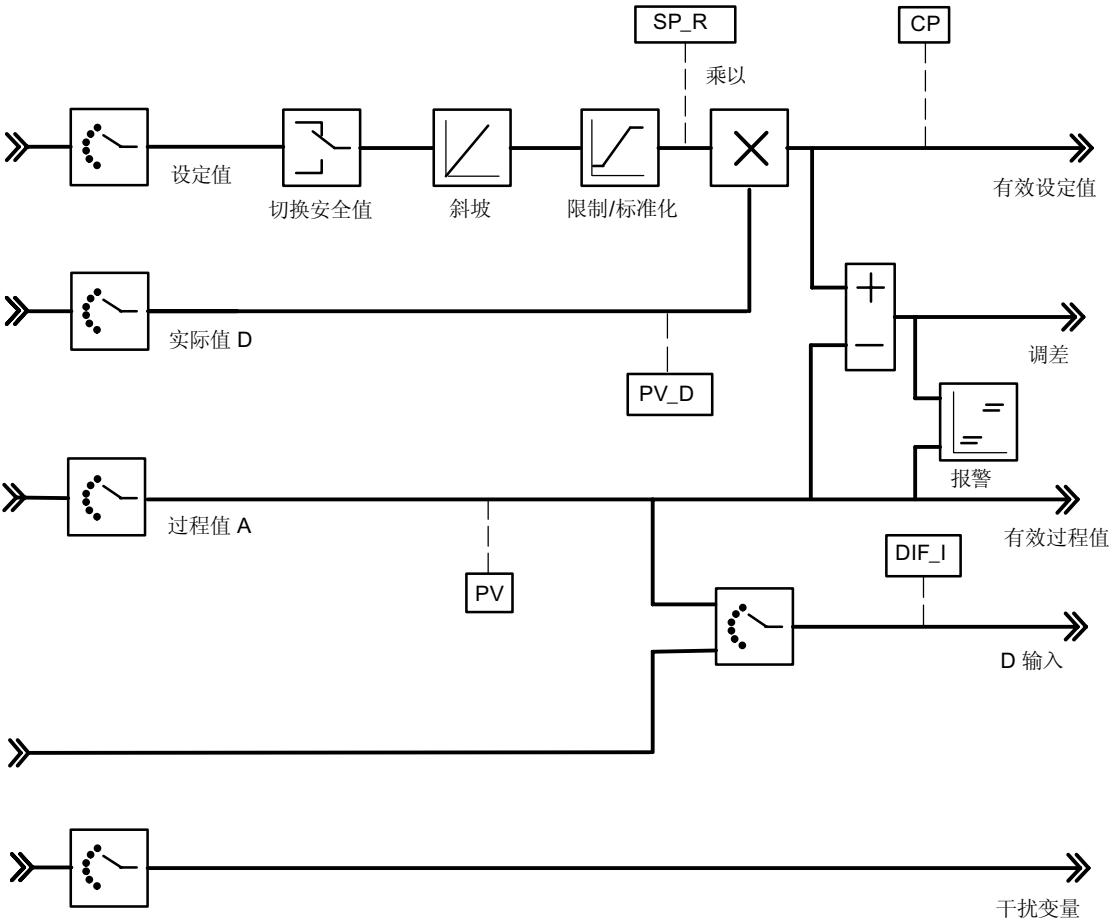 SP_R
CP
乘以
设定值
切换安全值
斜坡
限制/标准化
有效设定值
实际值 D
调差
PV_D
报警
过程值 A
有效过程值
DIF_I
PV
D 输入
干扰变量